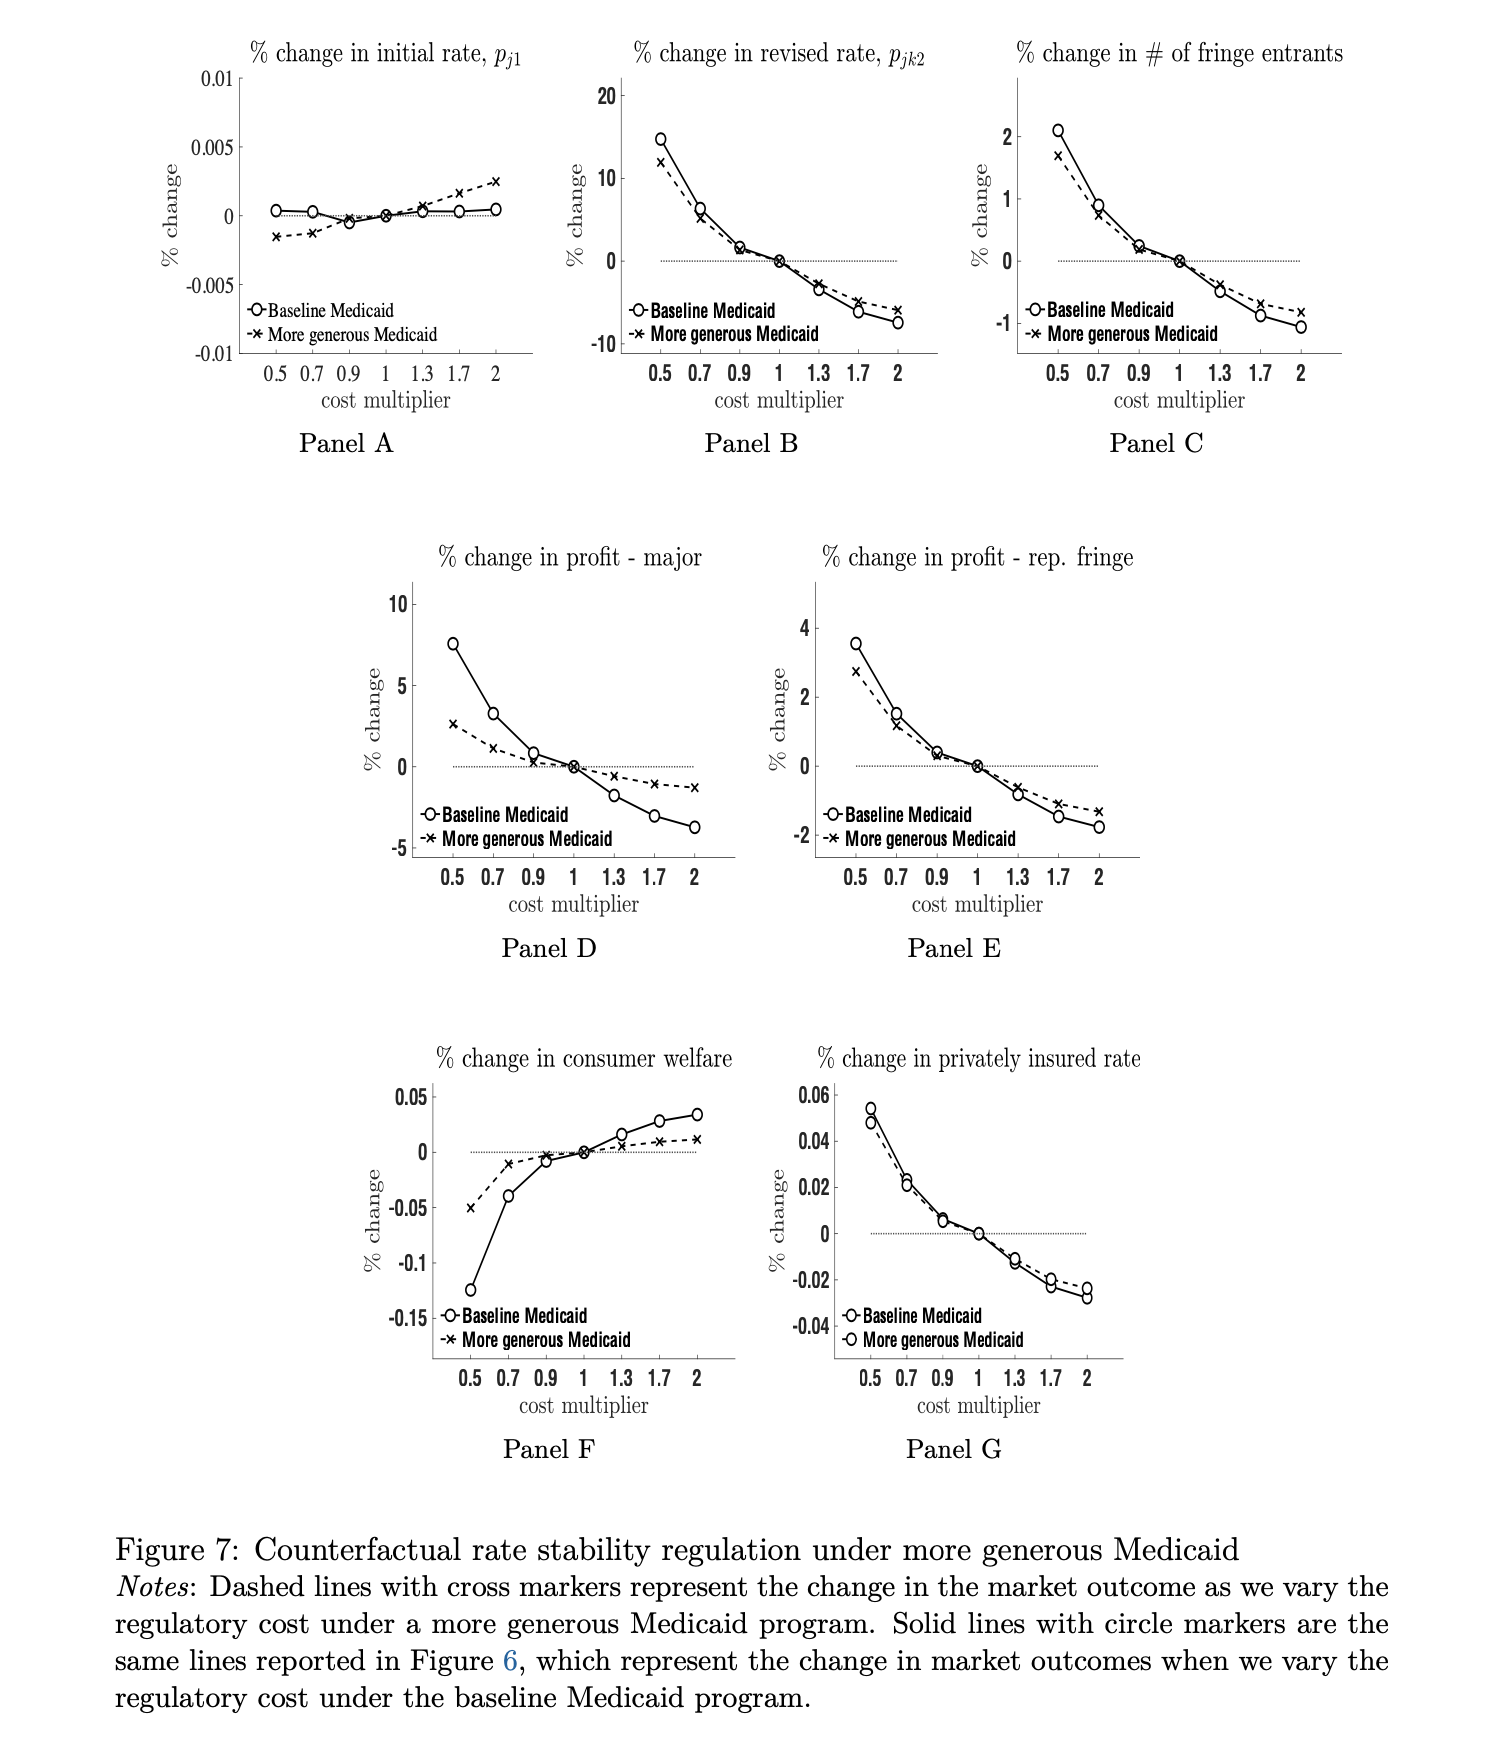 % change in initial rate, pj1
0.01
0.005
0
-0.005
-0.01
% change
Baseline Medicaid
More generous Medicaid
0.5 0.7 0.9 1 1.3 1.7 2
cost multiplier
Panel A
% change in revised rate, pjk2
20
10
0
-10
% change
Baseline Medicaid
More generous Medicaid
0.5 0.7 0.9 1 1.3 1.7 2
cost multiplier
Panel B
% change in # of fringe entrants
2
1
0
-1
% change
Baseline Medicaid
More generous Medicaid
0.5 0.7 0.9 1 1.3 1.7 2
cost multiplier
Panel C
% change in profit - major
10
5
0
-5
% change
Baseline Medicaid
More generous Medicaid
0.5 0.7 0.9 1 1.3 1.7 2
cost multiplier
Panel D
% change in profit - rep. fringe
4
2
0
-2
% change
Baseline Medicaid
More generous Medicaid
0.5 0.7 0.9 1 1.3 1.7 2
cost multiplier
Panel E
% change in consumer welfare
0.05
0
-0.05
-0.1
-0.15
% change
Baseline Medicaid
More generous Medicaid
0.5 0.7 0.9 1 1.3 1.7 2
cost multiplier
Panel F
% change in privately insured rate
0.06
0.04
0.02
0
-0.02
-0.04
% change
Baseline Medicaid
More generous Medicaid
0.5 0.7 0.9 1 1.3 1.7 2
cost multiplier
Panel G
Figure 7: Counterfactual rate stability regulation under more generous Medicaid
Notes: Dashed lines with cross markers represent the change in the market outcome as we vary the
regulatory cost under a more generous Medicaid program. Solid lines with circle markers are the
same lines reported in Figure 6, which represent the change in market outcomes when we vary the
regulatory cost under the baseline Medicaid program.